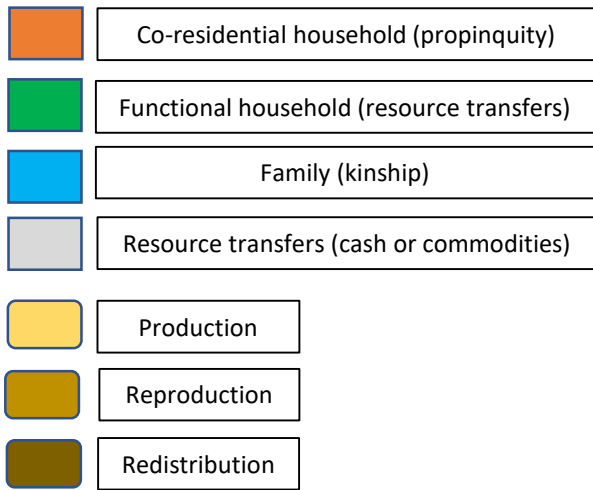 Co-residential household (propinquity)
Functional household (resource transfers)
Family (kinship)
Resource transfers (cash or commodities)
Production
Reproduction
Redistribution